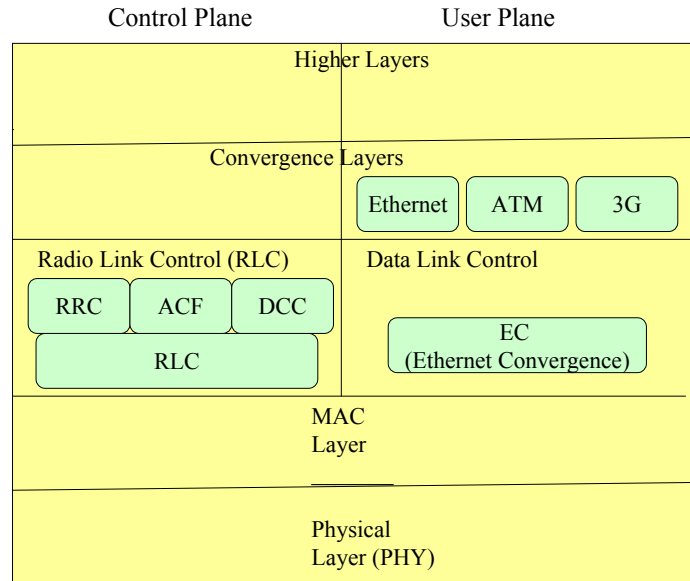 Control Plane
User Plane
Higher Layers
Convergence Layers
Ethernet
ATM
3G
Radio Link Control (RLC)
Data Link Control
RRC
ACF
DCC
RLC
EC
(Ethernet Convergence)
MAC
Layer
Physical
Layer (PHY)